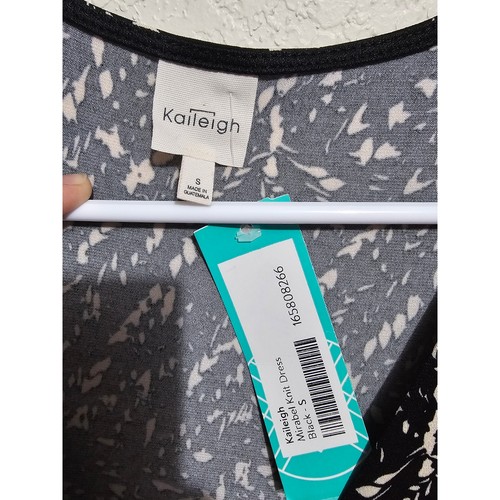 Kaileigh
S
MADE IN
GUATEMALA
165808266
Kaileigh
Mirabel Knit Dress
Black - S